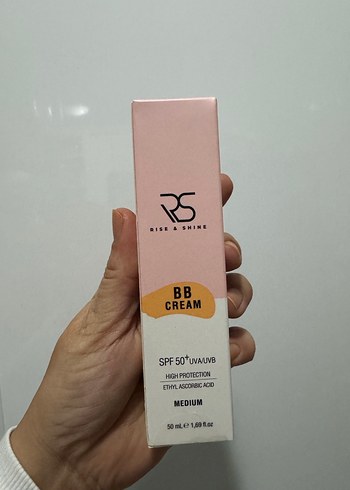 RS
RISE & SHINE
BB
CREAM
SPF 50+ UVA/UVB
HIGH PROTECTION
ETHYL ASCORBIC ACID
MEDIUM
50 mL ℮ 1,69 fl.oz